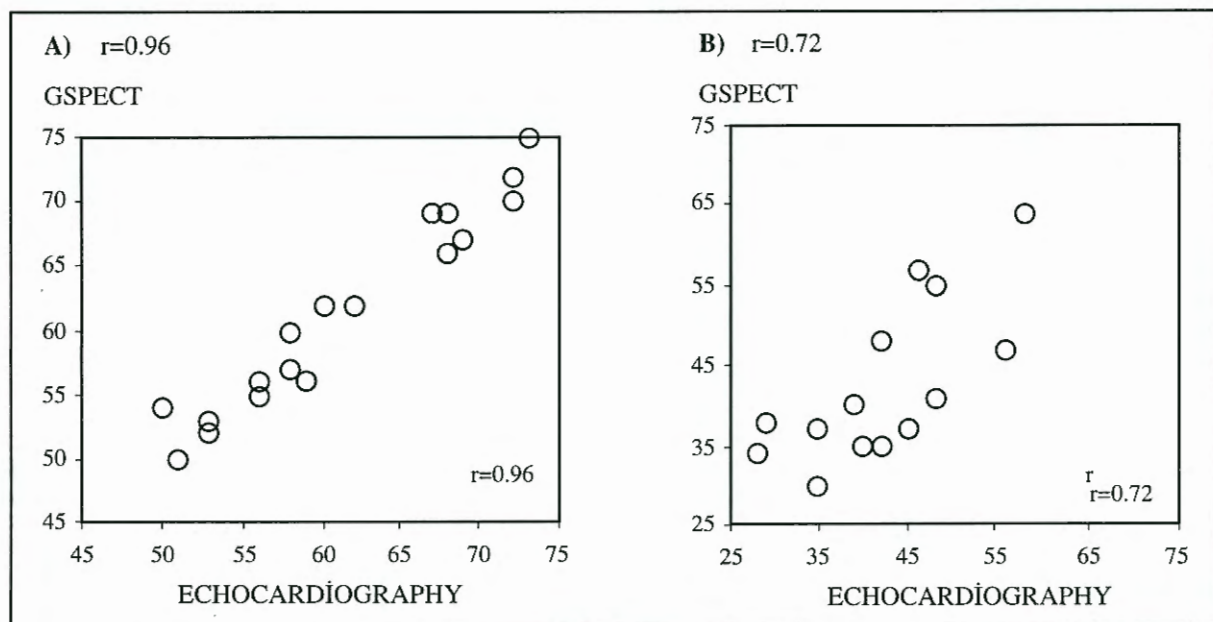 A) r=0.96
GSPECT
75
70
65
60
55
50
45
r=0.96
45 50 55 60 65 70 75
ECHOCARDİOGRAPHY
B) r=0.72
GSPECT
75
65
55
45
35
25
r
r=0.72
25 35 45 55 65 75
ECHOCARDİOGRAPHY